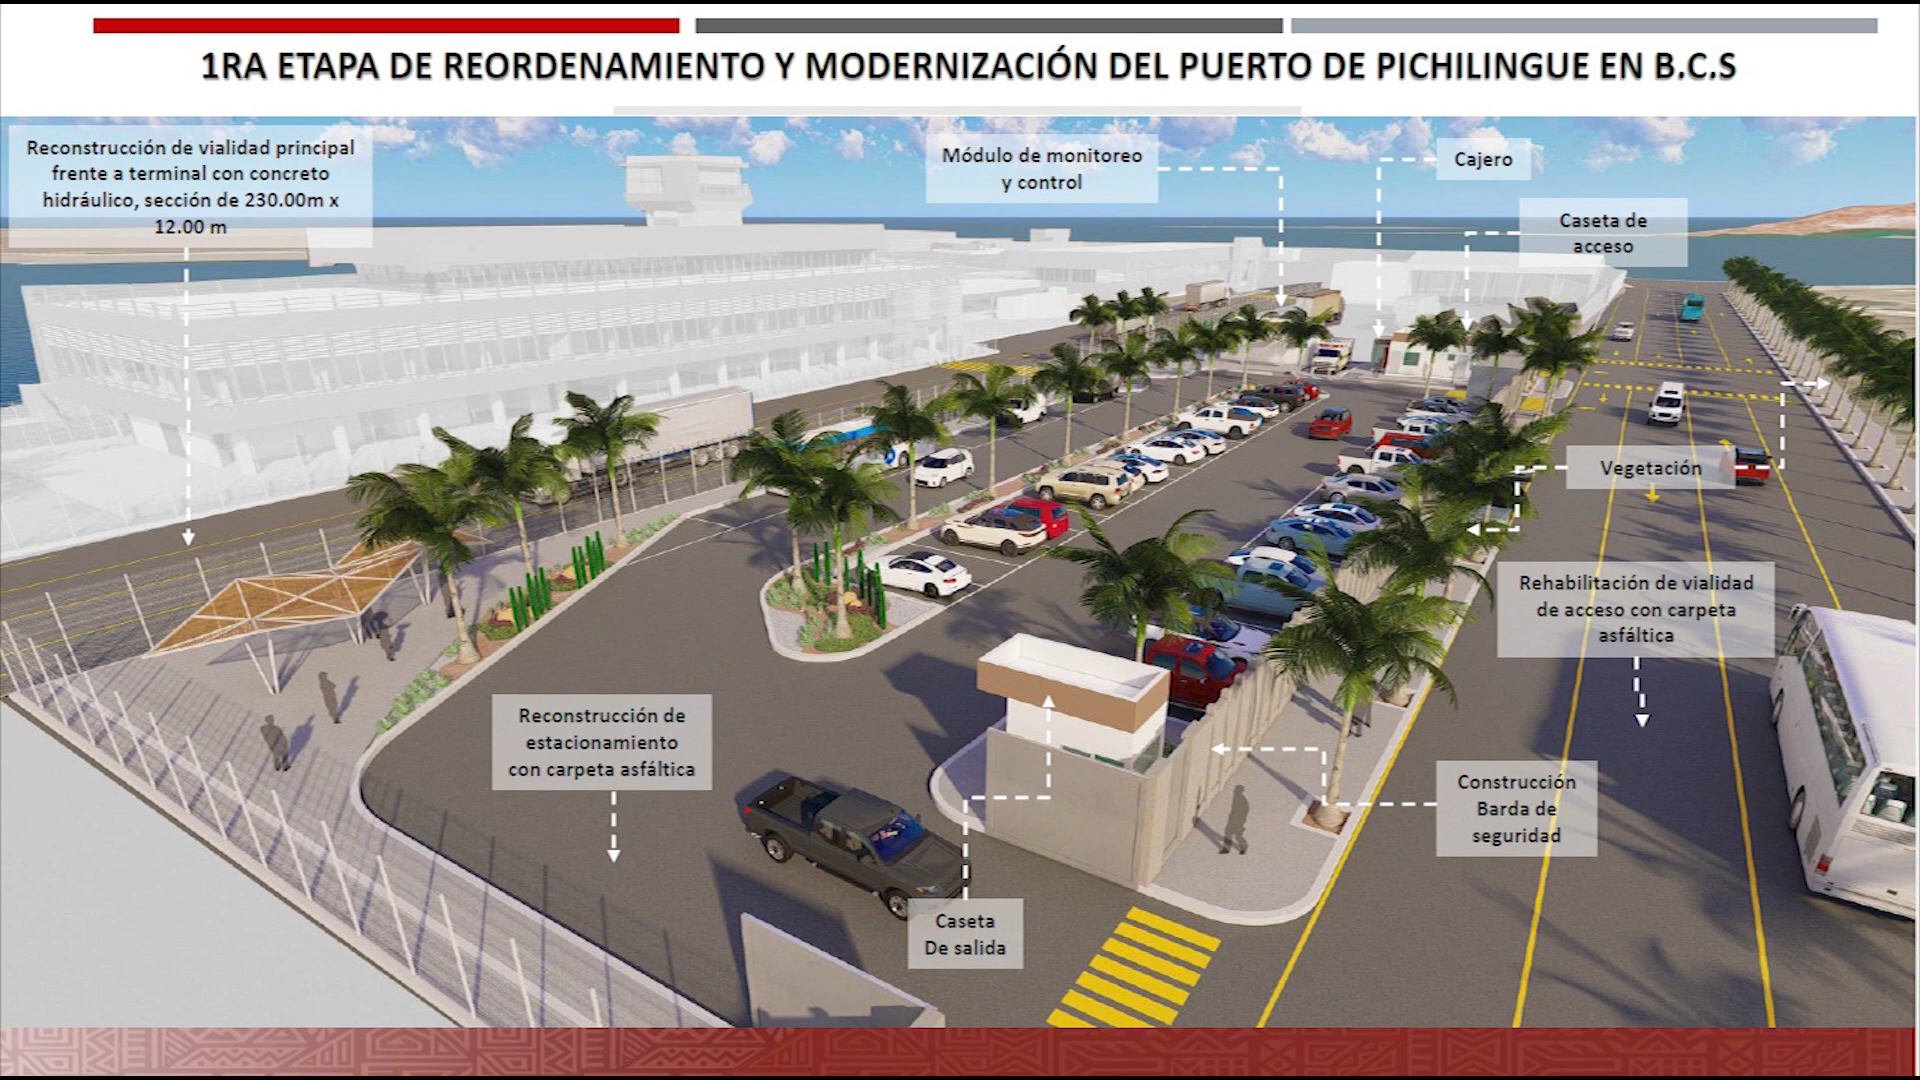 1RA ETAPA DE REORDENAMIENTO Y MODERNIZACIÓN DEL PUERTO DE PICHILINGUE EN B.C.S
Reconstrucción de vialidad principal
frente a terminal con concreto
hidráulico, sección de 230.00m x
12.00 m
Módulo de monitoreo
y control
Cajero
Caseta de
acceso
Vegetación
Rehabilitación de vialidad
de acceso con carpeta
asfáltica
Reconstrucción de
estacionamiento
con carpeta asfáltica
Construcción
Barda de
seguridad
Caseta
De salida